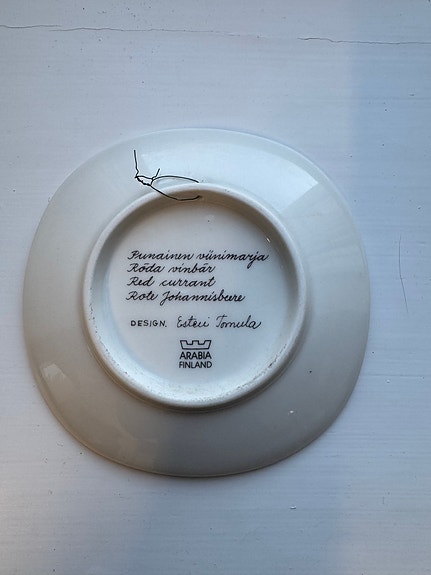 Punainen viinimarja
Röda vinbär
Red currant
Rote Johannisbeere
DESIGN. Esteri Tomula
ARABIA
FINLAND